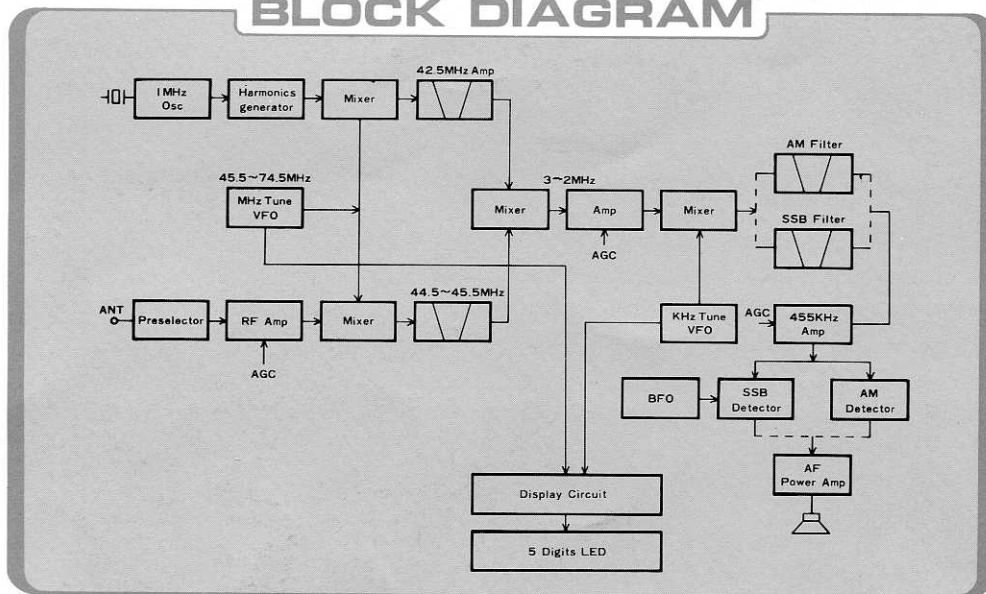 BLOCK DIAGRAM
42.5MHz Amp
1MHz
Osc
Harmonics
generator
Mixer
AM Filter
45.5~74.5MHz
MHz Tune
VFO
3~2MHz
Mixer
Amp
Mixer
AGC
SSB Filter
44.5~45.5MHz
ANT
Preselector
RF Amp
Mixer
AGC
KHz Tune
VFO
AGC
455KHz
Amp
BFO
SSB
Detector
AM
Detector
AF
Power Amp
Display Circuit
5 Digits LED